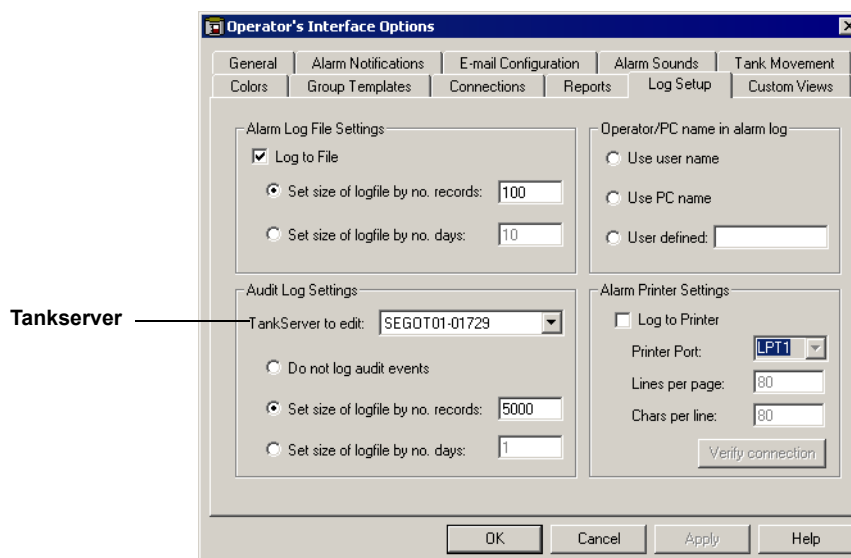 Operator's Interface Options
General Alarm Notifications E-mail Configuration Alarm Sounds Tank Movement
Colors Group Templates Connections Reports Log Setup Custom Views
Alarm Log File Settings
Log to File
Set size of logfile by no. records: 100
Set size of logfile by no. days: 10
Operator/PC name in alarm log
Use user name
Use PC name
User defined:
Tankserver
Audit Log Settings
TankServer to edit: SEGOT01-01729
Do not log audit events
Set size of logfile by no. records: 5000
Set size of logfile by no. days: 1
Alarm Printer Settings
Log to Printer
Printer Port: LPT1
Lines per page: 80
Chars per line: 80
Verify connection
OK Cancel Apply Help